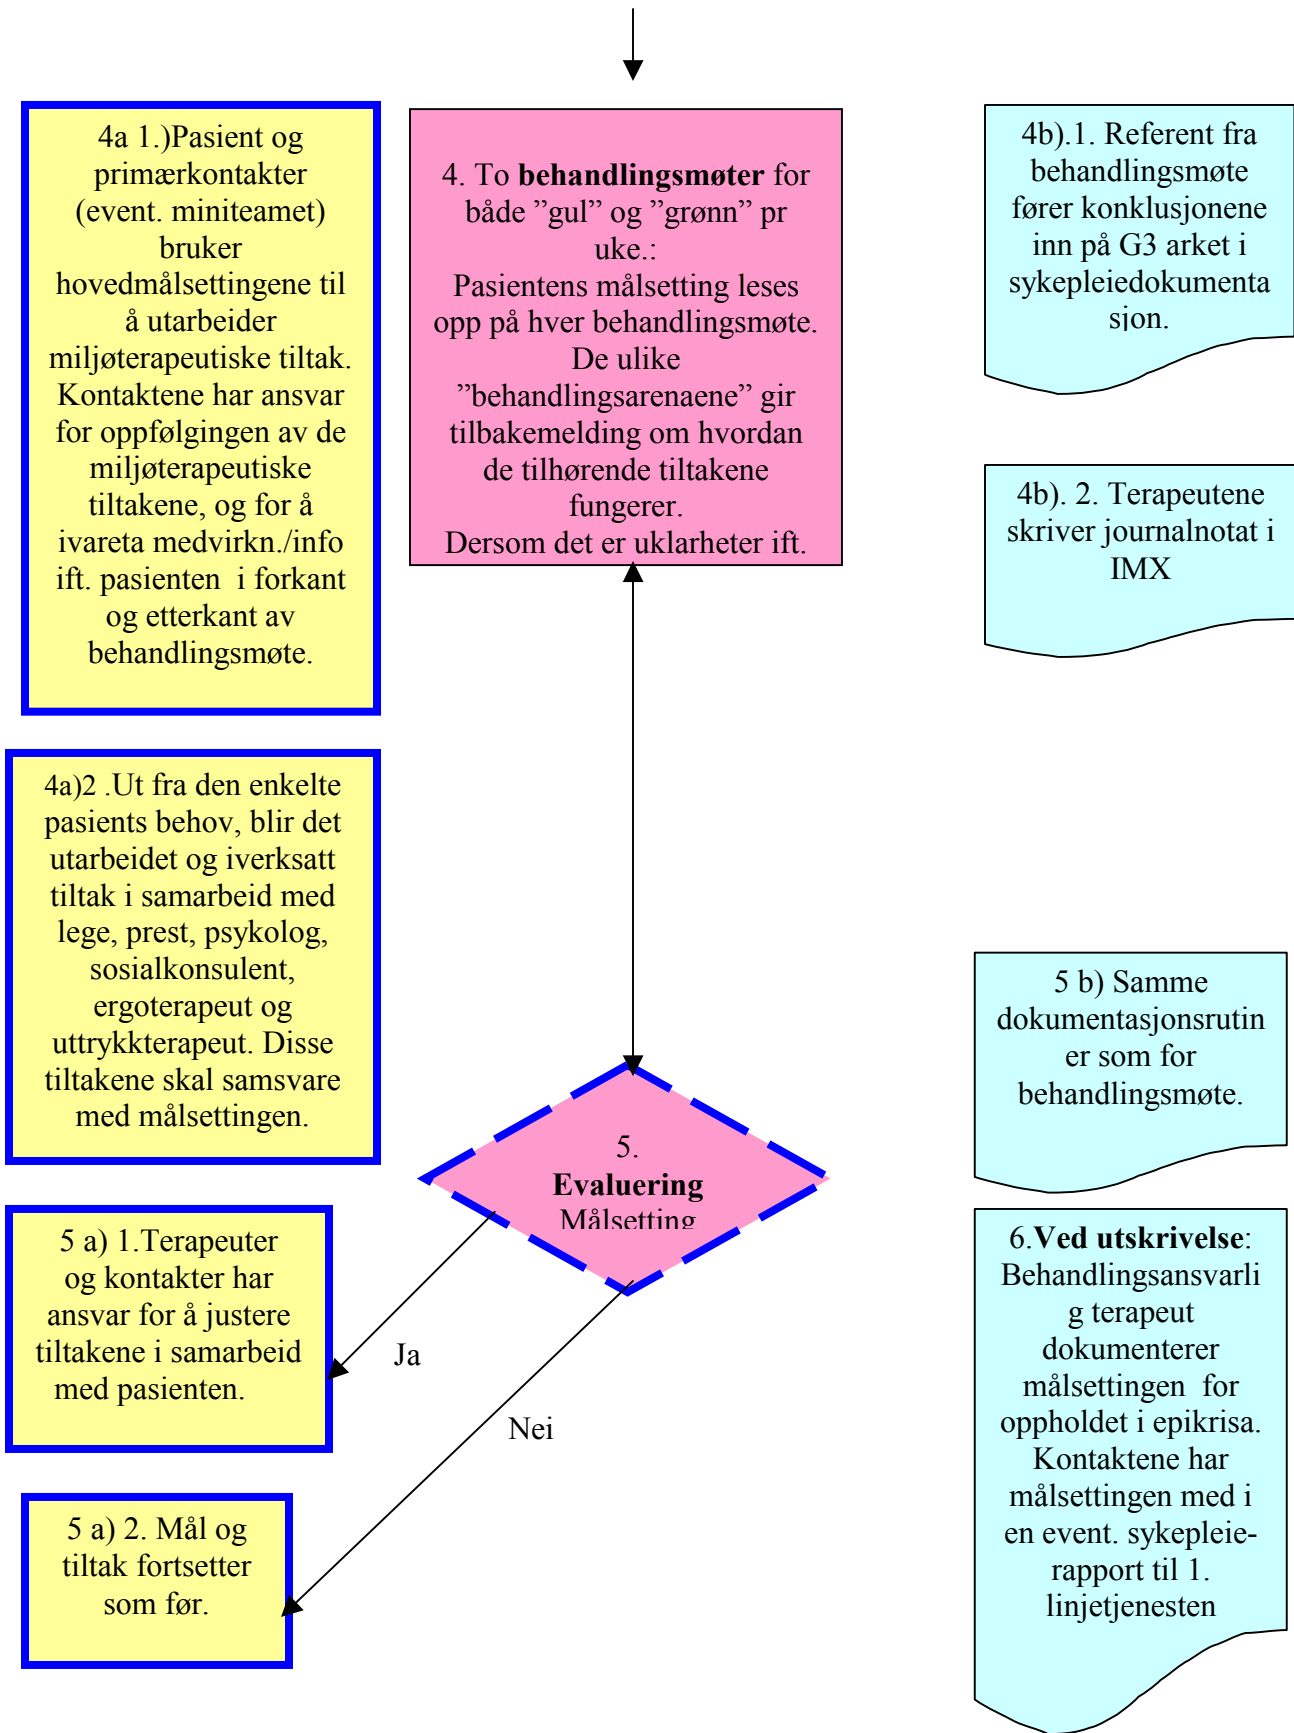 4a 1.)Pasient og
primærkontakter
(event. miniteamet)
bruker
hovedmålsettingene til
å utarbeider
miljøterapeutiske tiltak.
Kontaktene har ansvar
for oppfølgingen av de
miljøterapeutiske
tiltakene, og for å
ivareta medvirkn./info
ift. pasienten i forkant
og etterkant av
behandlingsmøte.
4. To behandlingsmøter for
både ”gul” og ”grønn” pr
uke.:
Pasientens målsetting leses
opp på hver behandlingsmøte.
De ulike
”behandlingsarenaene” gir
tilbakemelding om hvordan
de tilhørende tiltakene
fungerer.
Dersom det er uklarheter ift.
4b).1. Referent fra
behandlingsmøte
fører konklusjonene
inn på G3 arket i
sykepleiedokumenta
sjon.
4b). 2. Terapeutene
skriver journalnotat i
IMX
4a)2 .Ut fra den enkelte
pasients behov, blir det
utarbeidet og iverksatt
tiltak i samarbeid med
lege, prest, psykolog,
sosialkonsulent,
ergoterapeut og
uttrykkterapeut. Disse
tiltakene skal samsvare
med målsettingen.
5 b) Samme
dokumentasjonsrutin
er som for
behandlingsmøte.
5.
Evaluering
Målsetting
5 a) 1.Terapeuter
og kontakter har
ansvar for å justere
tiltakene i samarbeid
med pasienten.
Ja
Nei
5 a) 2. Mål og
tiltak fortsetter
som før.
6.Ved utskrivelse:
Behandlingsansvarli
g terapeut
dokumenterer
målsettingen for
oppholdet i epikrisa.
Kontaktene har
målsettingen med i
en event. sykepleie-
rapport til 1.
linjetjenesten